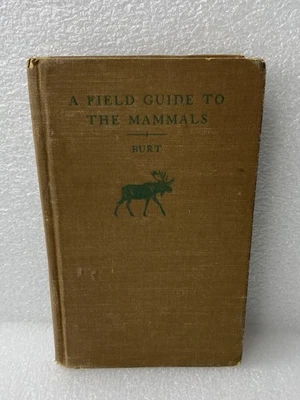 A FIELD GUIDE TO
THE MAMMALS
BURT